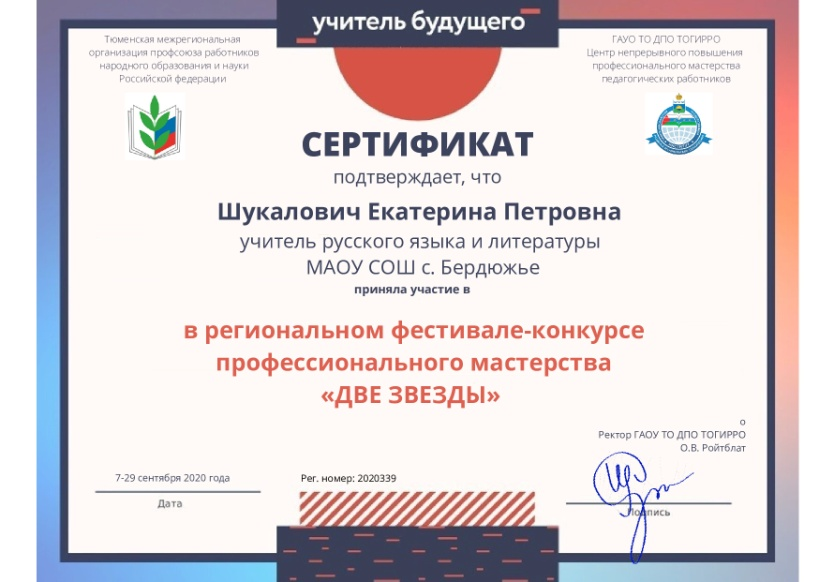 учитель будущего
Тюменская межрегиональная
организация профсоюза работников
народного образования и науки
Российской федерации
ГАУО ТО ДПО ТОГИРРО
Центр непрерывного повышения
профессионального мастерства
педагогических работников
СЕРТИФИКАТ
подтверждает, что
Шукалович Екатерина Петровна
учитель русского языка и литературы
МАОУ СОШ с. Бердюжье
приняла участие в
в региональном фестивале-конкурсе
профессионального мастерства
«ДВЕ ЗВЕЗДЫ»
о
Ректор ГАОУ ТО ДПО ТОГИРРО
О.В. Ройтблат
7-29 сентября 2020 года
Рег. номер: 2020339
Дата
Подпись